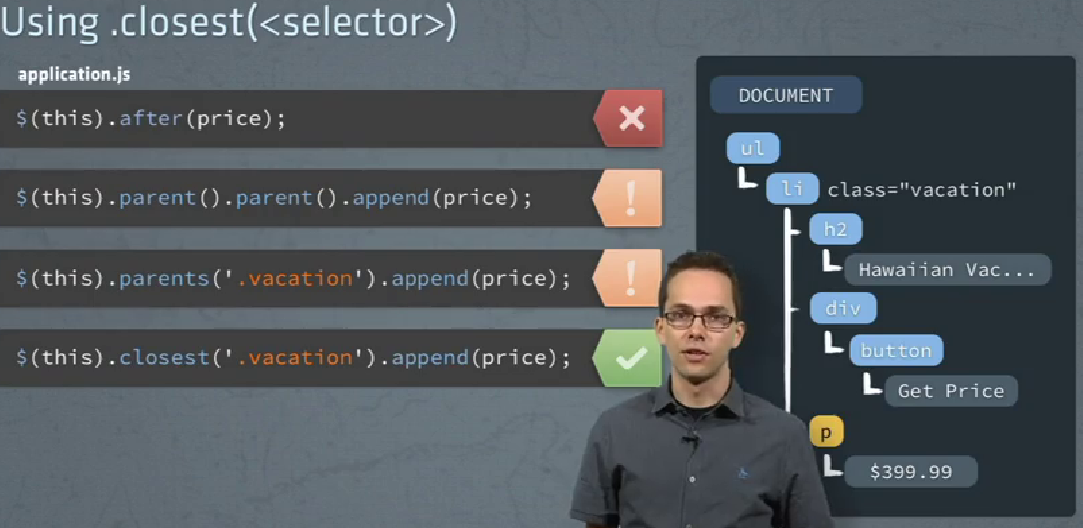 Using .closest(<selector>)
application.js
$(this).after(price);
$(this).parent().parent().append(price);
$(this).parents('.vacation').append(price);
$(this).closest('.vacation').append(price);
DOCUMENT
ul
li class="vacation"
h2
Hawaiian Vac...
div
button
Get Price
p
$399.99